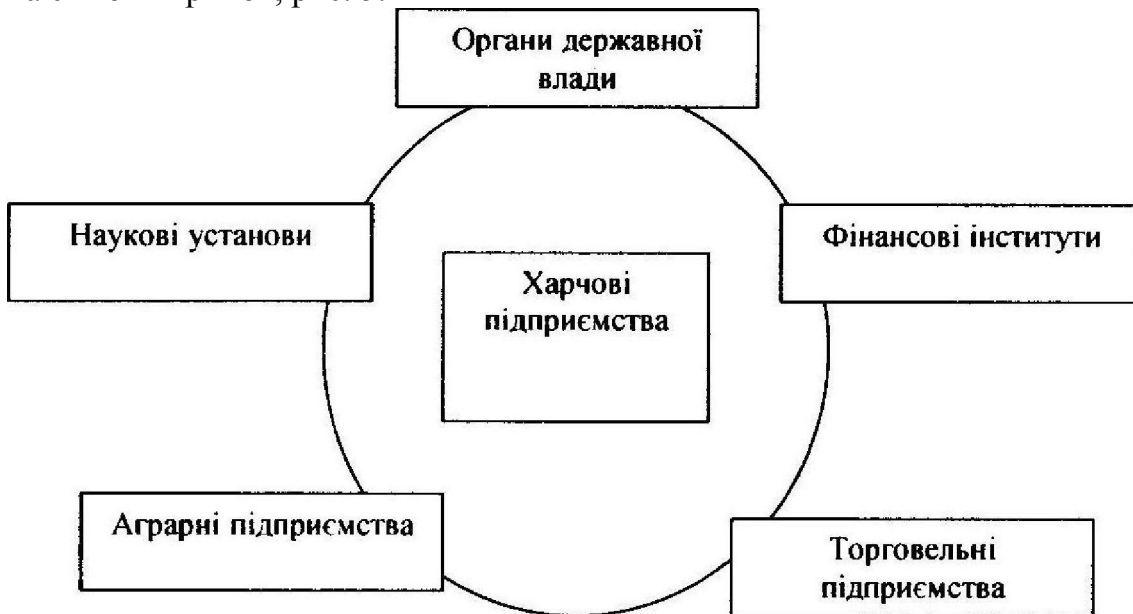 Органи державної
влади
Наукові установи
Фінансові інститути
Харчові
підприємства
Аграрні підприємства
Торговельні
підприємства